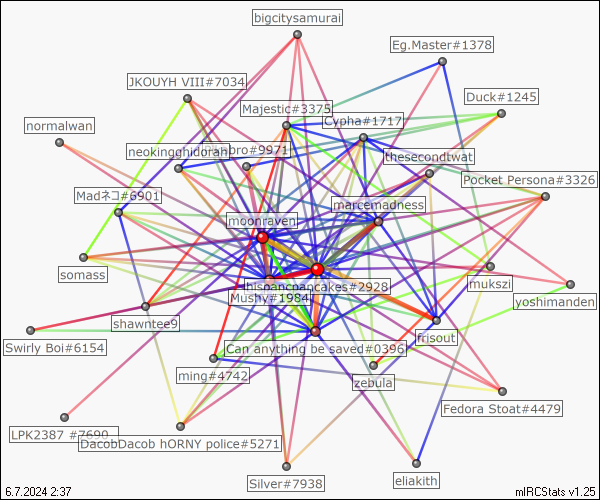 bigcitysamurai
Eg.Master#1378
JKOUYH VIII#7034
Duck#1245
Majestic#3375
Cypha#1717
normalwan
neokingghidorah
bro#9971
thesecondtwat
Pocket Persona#3326
Madネコ#6901
marcemadness
moonraven
somass
hispanicpancakes#2928
mukszi
Mushy#1984
yoshimanden
shawntee9
frisout
Swirly Boi#6154
Can anything be saved#0396
ming#4742
zebula
Fedora Stoat#4479
LPK2387 #7690
DacobDacob hORNY police#5271
Silver#7938
eliakith
6.7.2024 2:37
mIRCStats v1.25